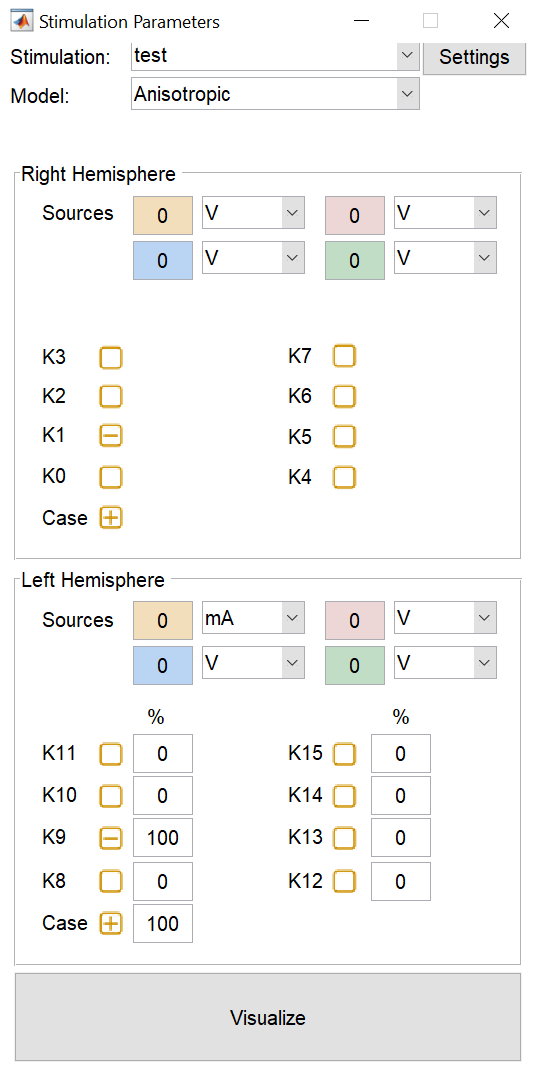 Stimulation Parameters
Stimulation: test Settings
Model: Anisotropic
Right Hemisphere
Sources 0 V 0 V
0 V 0 V
K3 K7
K2 K6
K1 K5
K0 K4
Case
Left Hemisphere
Sources 0 mA 0 V
0 V 0 V
% %
K11 0 K15 0
K10 0 K14 0
K9 100 K13 0
K8 0 K12 0
Case 100
Visualize